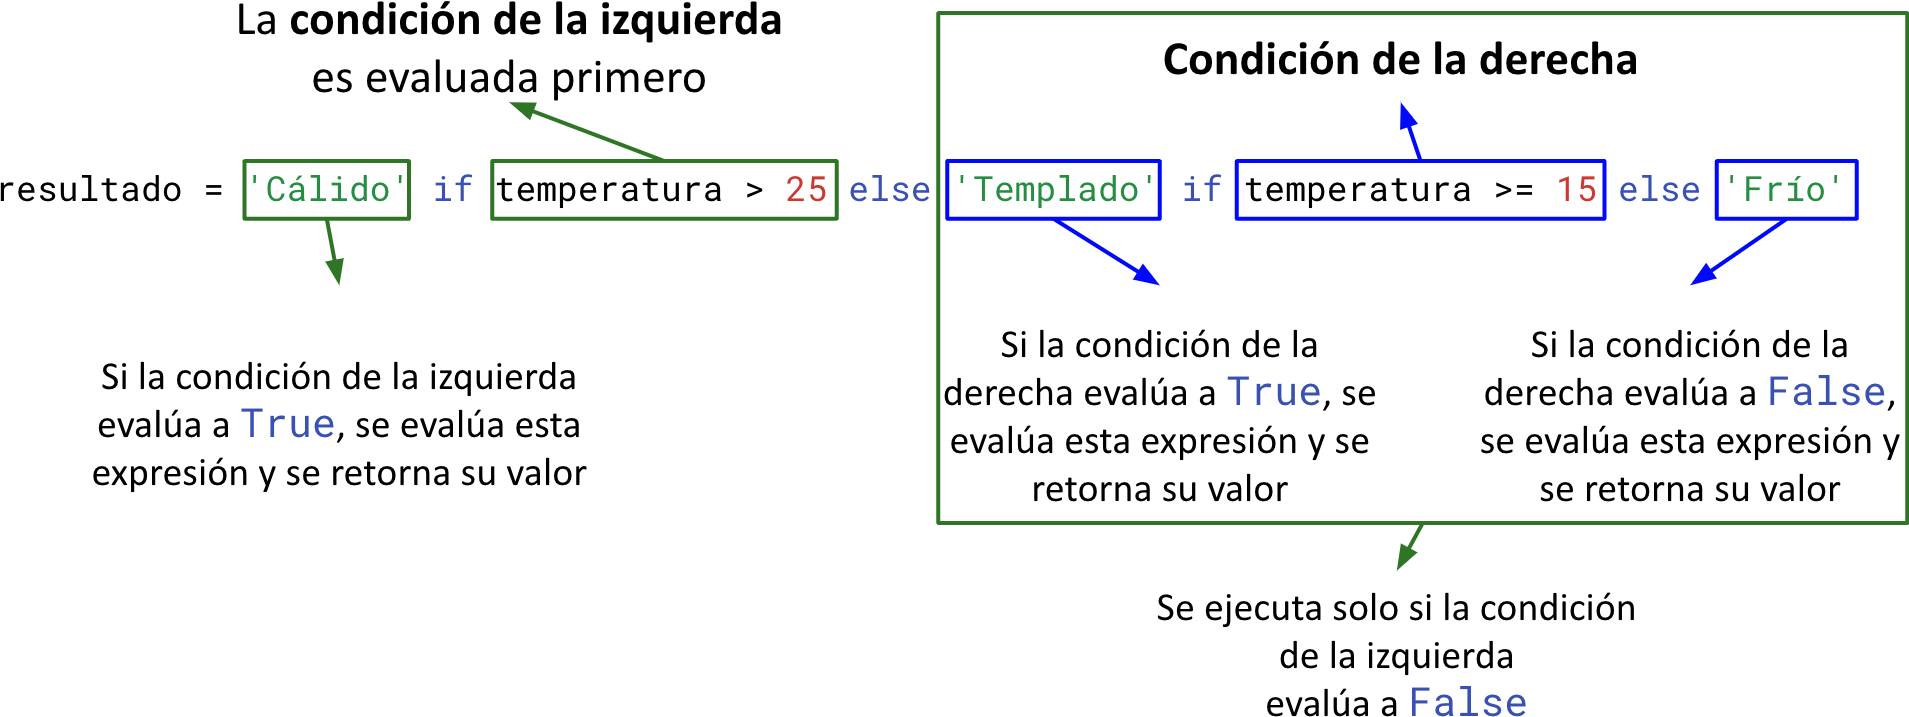 La condición de la izquierda
es evaluada primero
Condición de la derecha
resultado = 'Cálido' if temperatura > 25 else 'Templado' if temperatura >= 15 else 'Frío'
Si la condición de la izquierda
evalúa a True, se evalúa esta
expresión y se retorna su valor
Si la condición de la
derecha evalúa a True, se
evalúa esta expresión y se
retorna su valor
Si la condición de la
derecha evalúa a False,
se evalúa esta expresión y
se retorna su valor
Se ejecuta solo si la condición
de la izquierda
evalúa a False